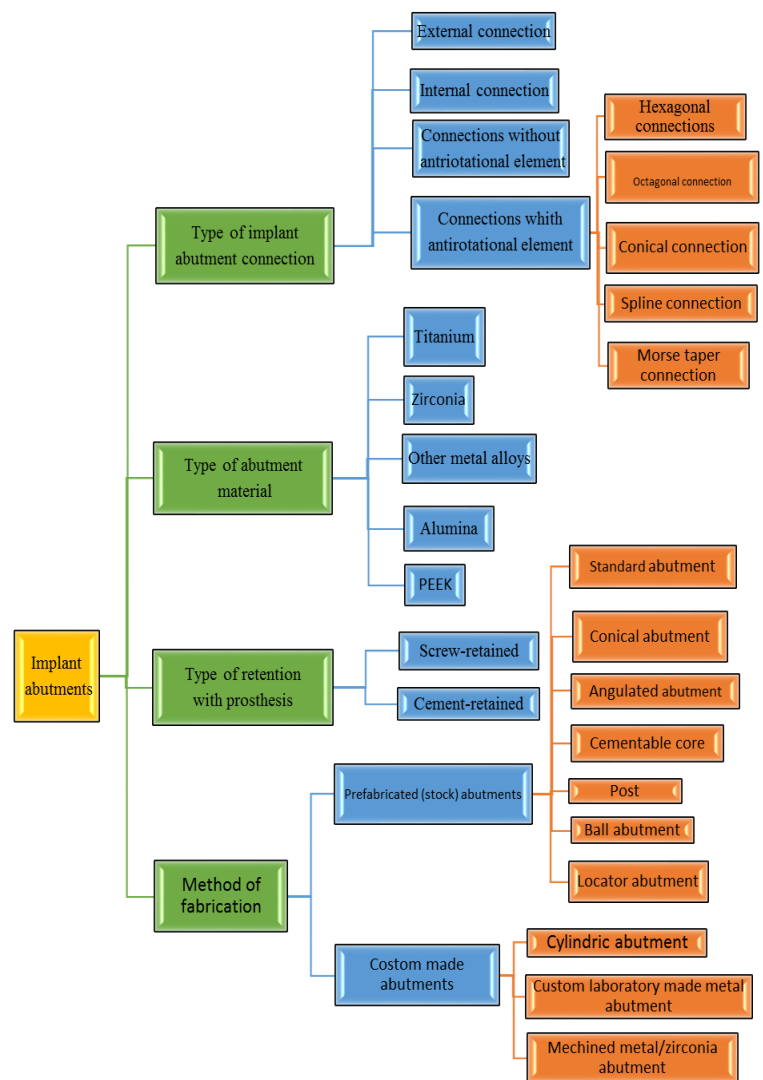 External connection
Internal connection
Connections without
antriotational element
Connections whith
antirotational element
Hexagonal
connections
Octagonal connection
Conical connection
Spline connection
Morse taper
connection
Type of implant
abutment connection
Titanium
Zirconia
Other metal alloys
Alumina
PEEK
Type of abutment
material
Implant
abutments
Type of retention
with prosthesis
Screw-retained
Cement-retained
Method of
fabrication
Prefabricated (stock) abutments
Standard abutment
Conical abutment
Angulated abutment
Cementable core
Post
Ball abutment
Locator abutment
Costom made
abutments
Cylindric abutment
Custom laboratory made metal
abutment
Mechined metal/zirconia
abutment